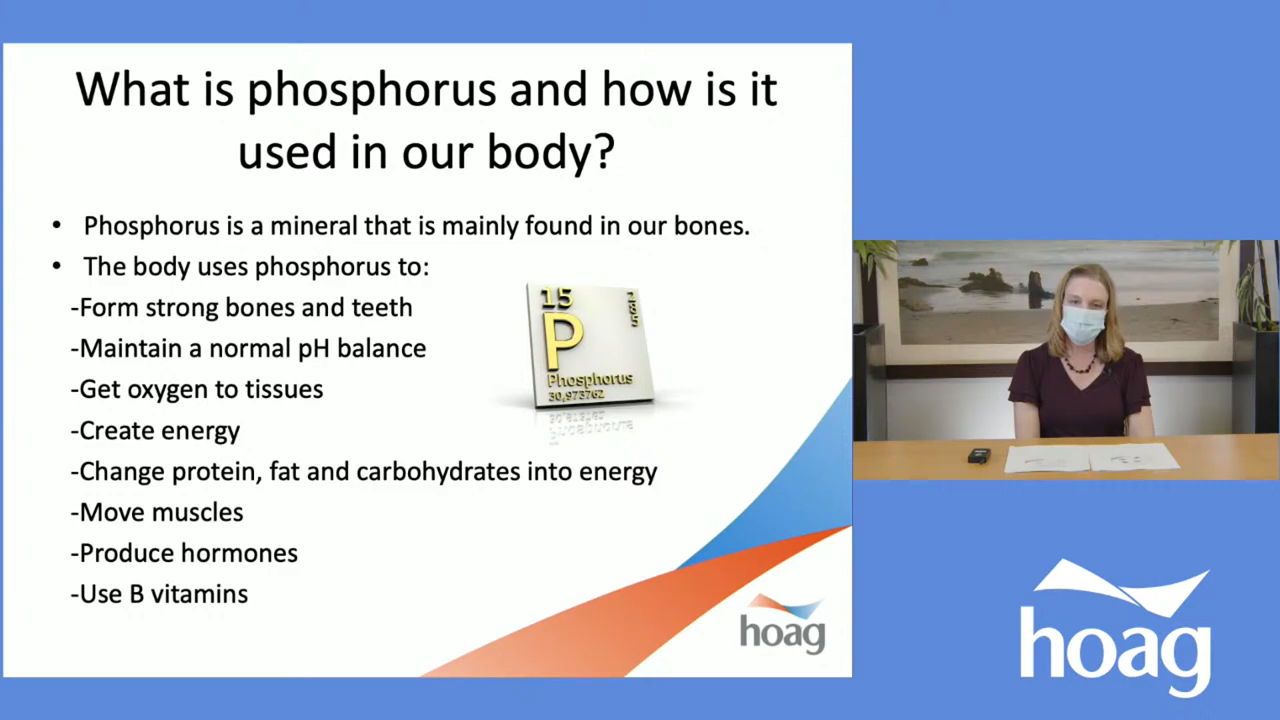 What is phosphorus and how is it
used in our body?
• Phosphorus is a mineral that is mainly found in our bones.
• The body uses phosphorus to:
-Form strong bones and teeth
-Maintain a normal pH balance
-Get oxygen to tissues
-Create energy
-Change protein, fat and carbohydrates into energy
-Move muscles
-Produce hormones
-Use B vitamins
15
2
8
5
P
Phosphorus
30,973762
hoag
hoag